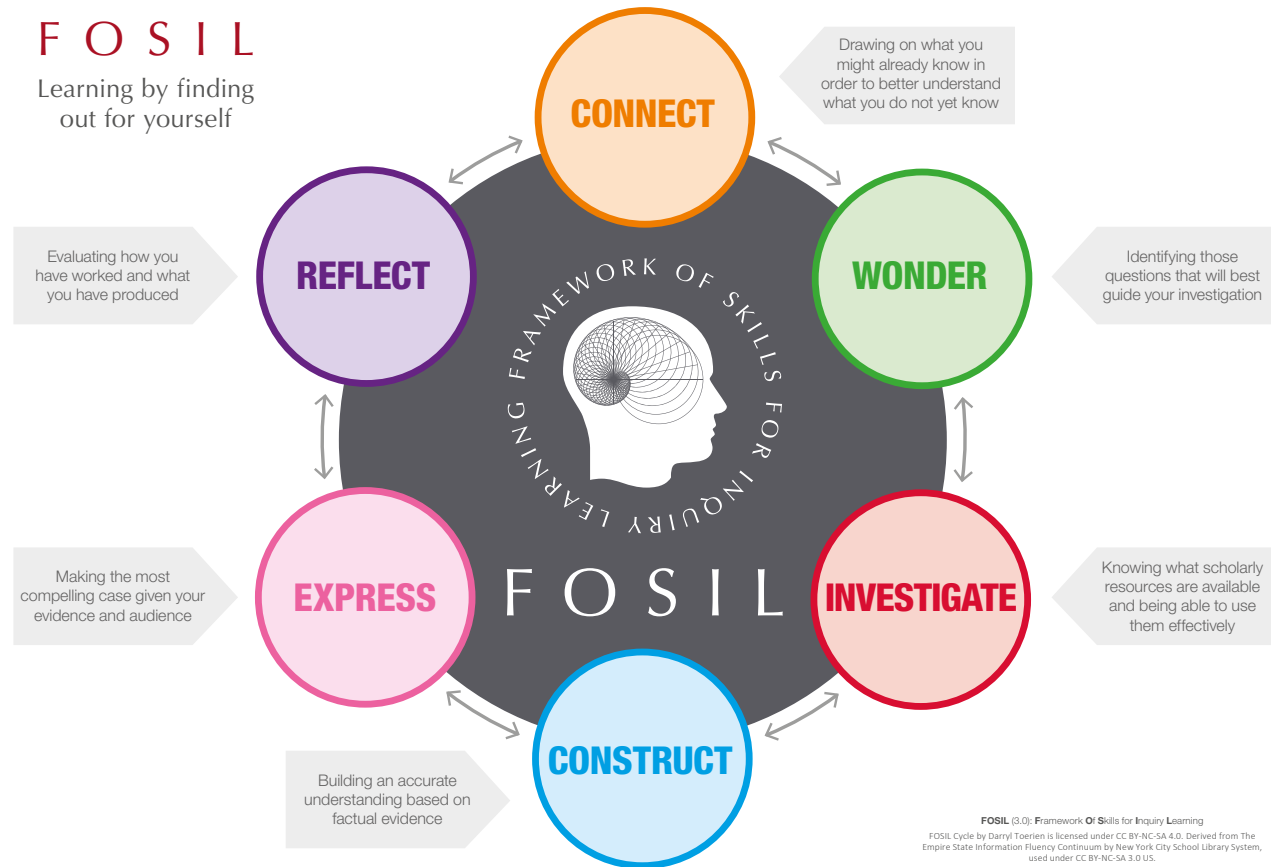 F O S I L
Learning by finding
out for yourself
CONNECT
Drawing on what you
might already know in
order to better understand
what you do not yet know
WONDER
Identifying those
questions that will best
guide your investigation
INVESTIGATE
Knowing what scholarly
resources are available
and being able to use
them effectively
CONSTRUCT
Building an accurate
understanding based on
factual evidence
EXPRESS
Making the most
compelling case given your
evidence and audience
REFLECT
Evaluating how you
have worked and what
you have produced
FRAMEWORK OF SKILLS FOR INQUIRY LEARNING
F O S I L
FOSIL (3.0): Framework Of Skills for Inquiry Learning
FOSIL Cycle by Darryl Toerien is licensed under CC BY-NC-SA 4.0. Derived from The
Empire State Information Fluency Continuum by New York City School Library System,
used under CC BY-NC-SA 3.0 US.